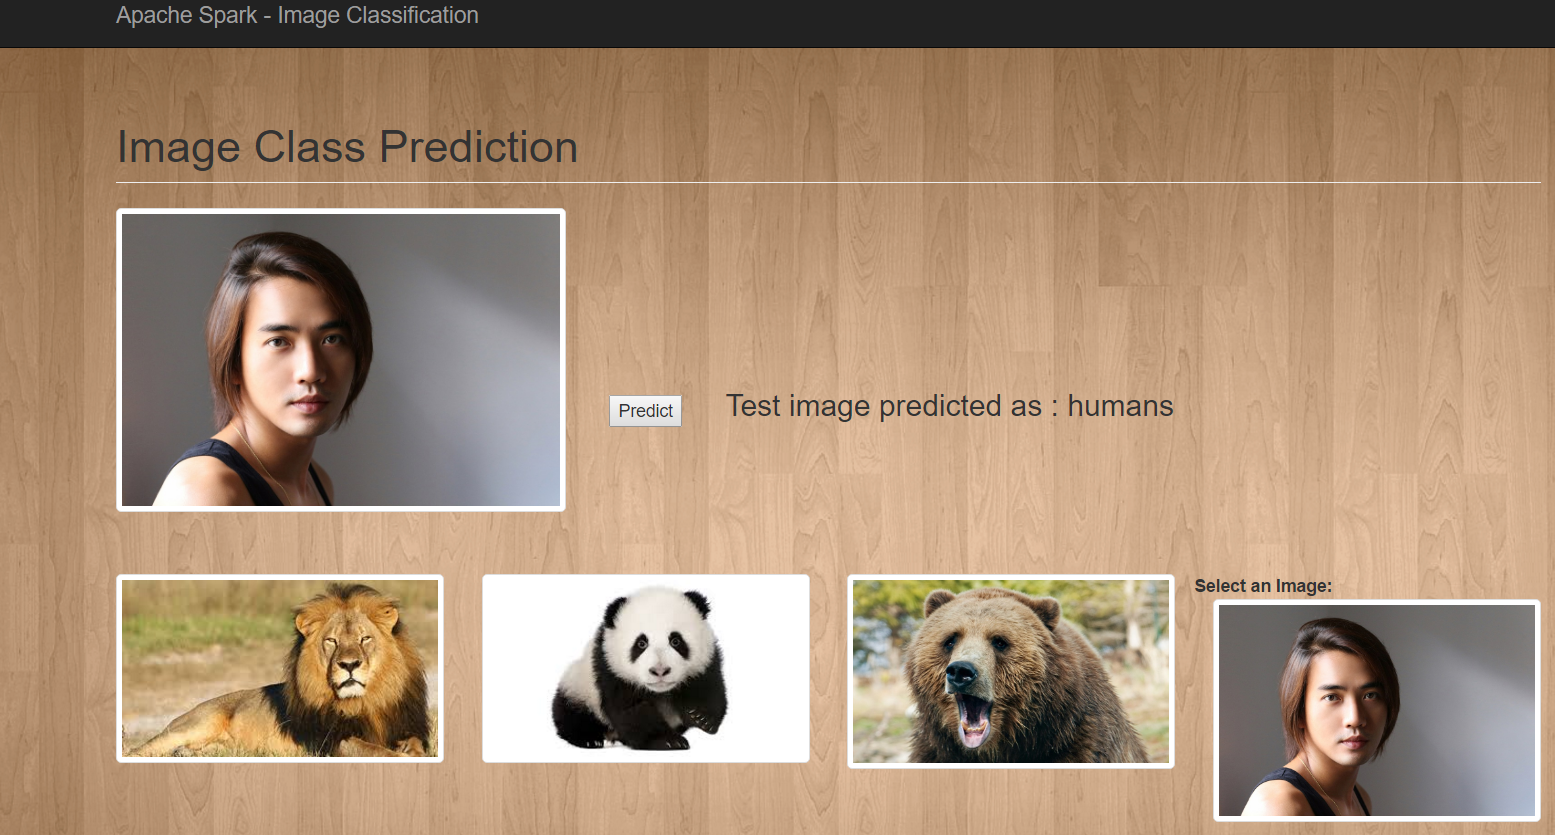 Apache Spark - Image Classification
Image Class Prediction
Predict
Test image predicted as : humans
Select an Image: